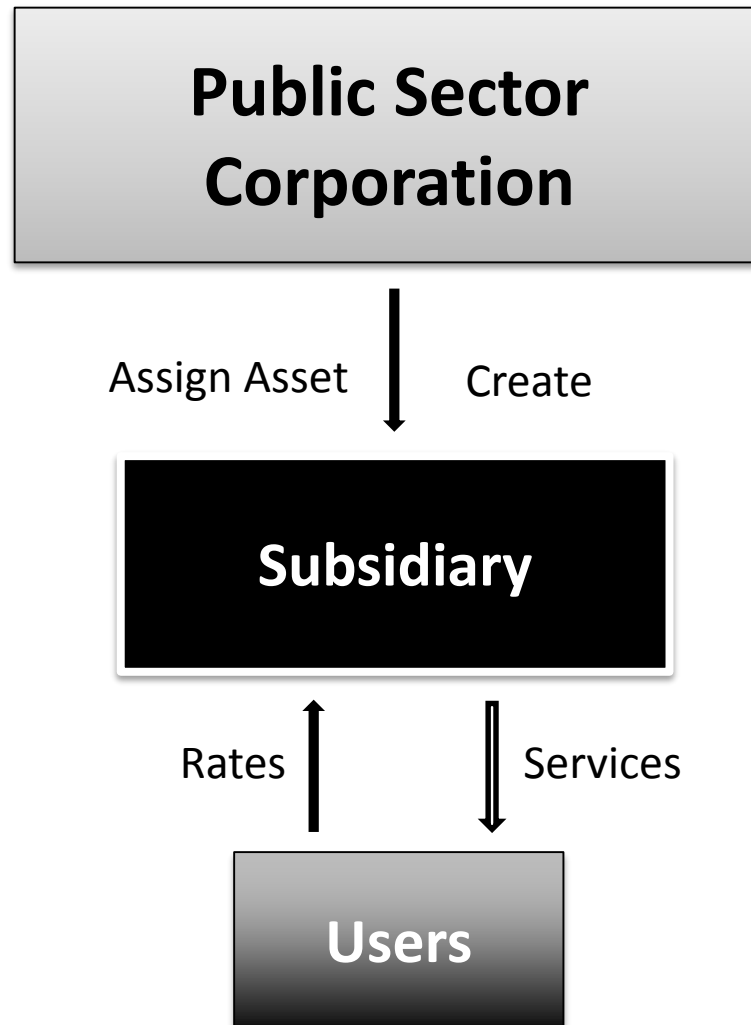 Public Sector
Corporation
Assign Asset
Create
Subsidiary
Rates
Services
Users